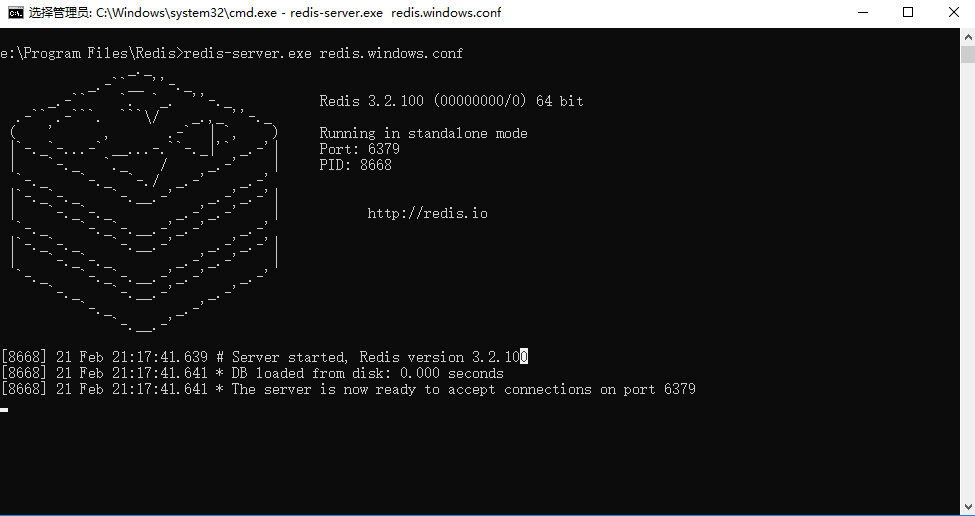 选择管理员: C:\Windows\system32\cmd.exe - redis-server.exe  redis.windows.conf
e:\Program Files\Redis>redis-server.exe redis.windows.conf
Redis 3.2.100 (00000000/0) 64 bit
Running in standalone mode
Port: 6379
PID: 8668
http://redis.io
[8668] 21 Feb 21:17:41.639 # Server started, Redis version 3.2.100
[8668] 21 Feb 21:17:41.641 * DB loaded from disk: 0.000 seconds
[8668] 21 Feb 21:17:41.641 * The server is now ready to accept connections on port 6379